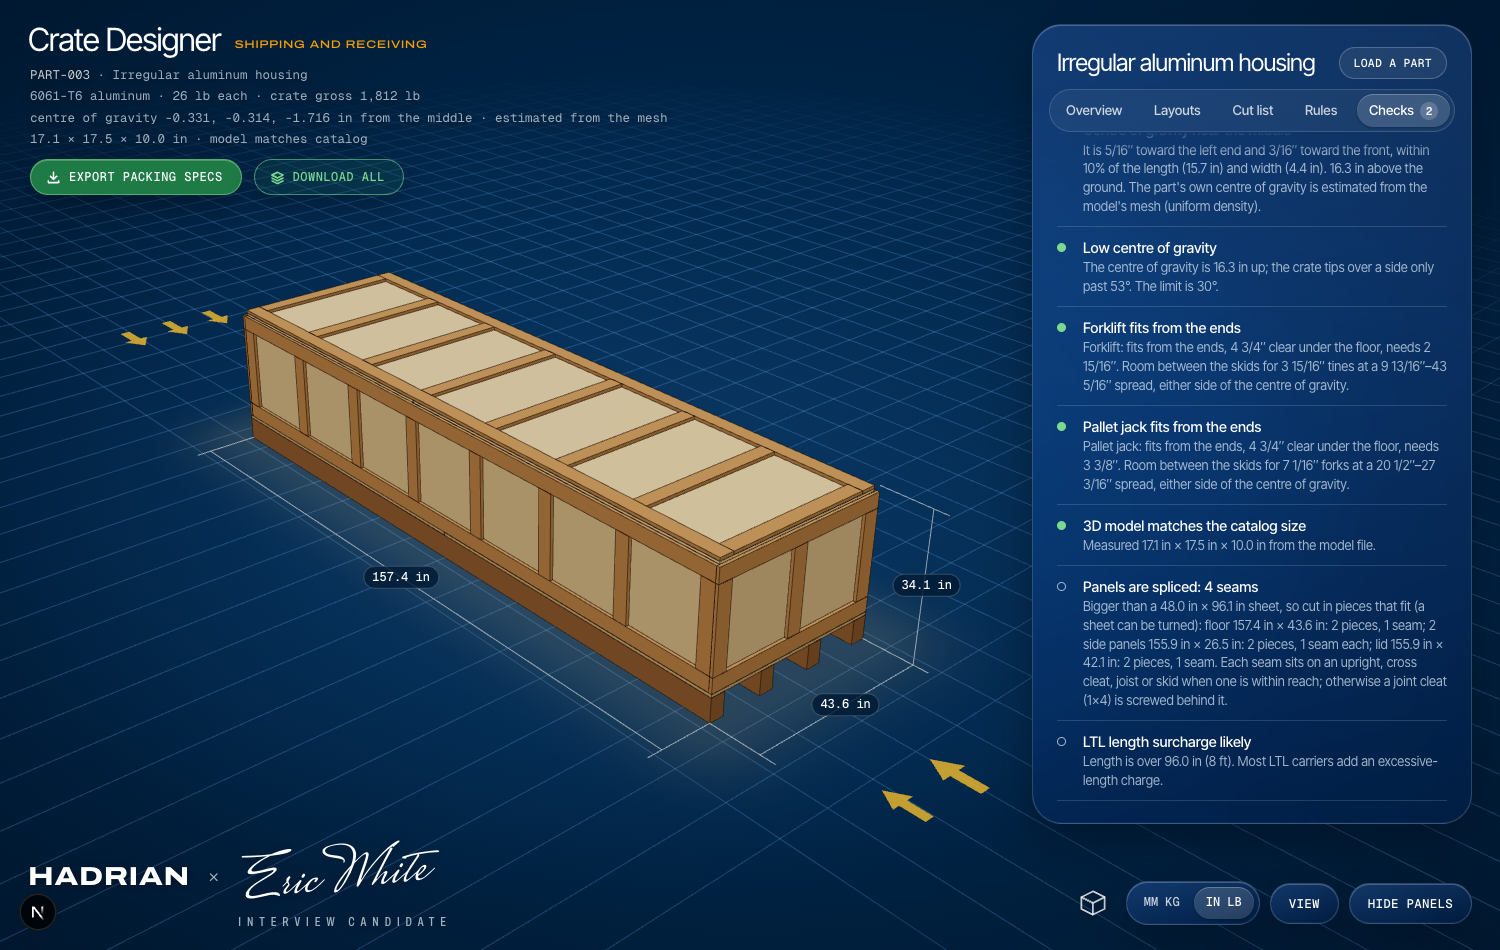 Crate Designer SHIPPING AND RECEIVING
PART-003 · Irregular aluminum housing
6061-T6 aluminum · 26 lb each · crate gross 1,812 lb
centre of gravity -0.331, -0.314, -1.716 in from the middle · estimated from the mesh
17.1 × 17.5 × 10.0 in · model matches catalog
EXPORT PACKING SPECS
DOWNLOAD ALL
157.4 in
34.1 in
43.6 in
Irregular aluminum housing
LOAD A PART
Overview Layouts Cut list Rules Checks 2
Centre of gravity near the middle
It is 5/16″ toward the left end and 3/16″ toward the front, within
10% of the length (15.7 in) and width (4.4 in). 16.3 in above the
ground. The part's own centre of gravity is estimated from the
model's mesh (uniform density).
Low centre of gravity
The centre of gravity is 16.3 in up; the crate tips over a side only
past 53°. The limit is 30°.
Forklift fits from the ends
Forklift: fits from the ends, 4 3/4″ clear under the floor, needs 2
15/16″. Room between the skids for 3 15/16″ tines at a 9 13/16″–43
5/16″ spread, either side of the centre of gravity.
Pallet jack fits from the ends
Pallet jack: fits from the ends, 4 3/4″ clear under the floor, needs
3 3/8″. Room between the skids for 7 1/16″ forks at a 20 1/2″–27
3/16″ spread, either side of the centre of gravity.
3D model matches the catalog size
Measured 17.1 in × 17.5 in × 10.0 in from the model file.
Panels are spliced: 4 seams
Bigger than a 48.0 in × 96.1 in sheet, so cut in pieces that fit (a
sheet can be turned): floor 157.4 in × 43.6 in: 2 pieces, 1 seam; 2
side panels 155.9 in × 26.5 in: 2 pieces, 1 seam each; lid 155.9 in ×
42.1 in: 2 pieces, 1 seam. Each seam sits on an upright, cross
cleat, joist or skid when one is within reach; otherwise a joint cleat
(1×4) is screwed behind it.
LTL length surcharge likely
Length is over 96.0 in (8 ft). Most LTL carriers add an excessive-
length charge.
HADRIAN × Eric White
INTERVIEW CANDIDATE
N
MM KG
IN LB
VIEW
HIDE PANELS